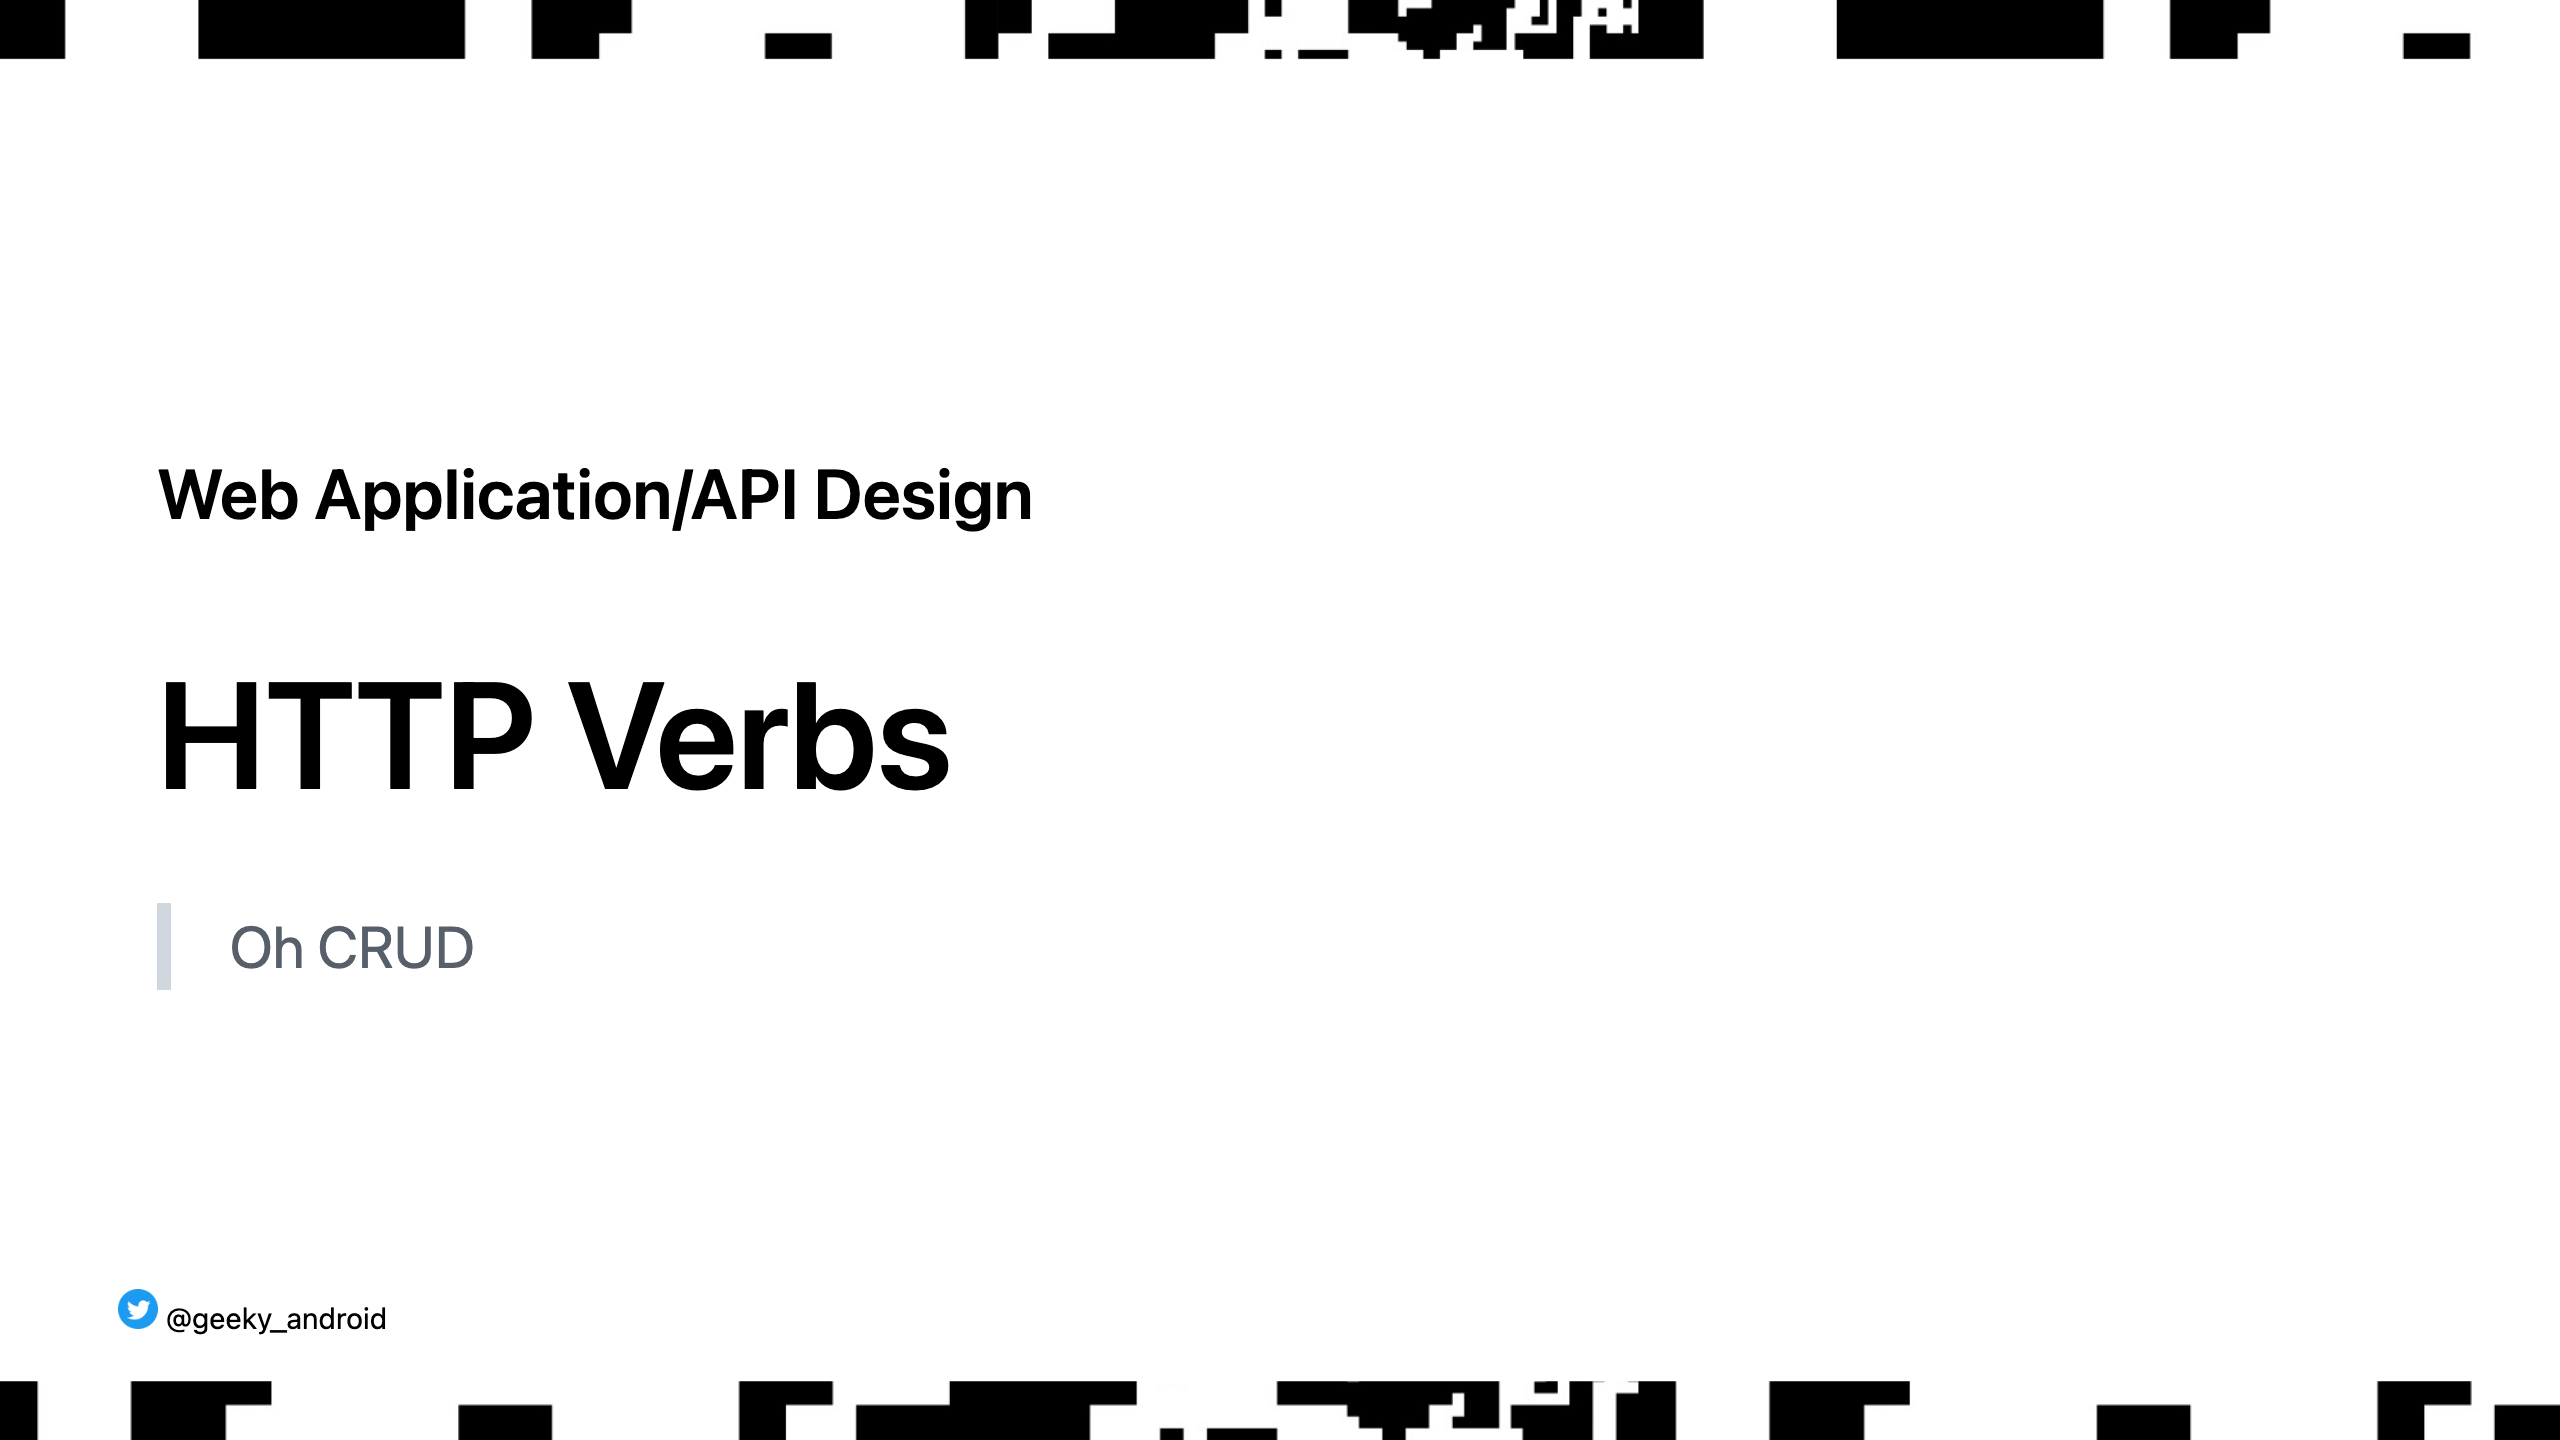 Web Application/API Design
HTTP Verbs
Oh CRUD
@geeky_android